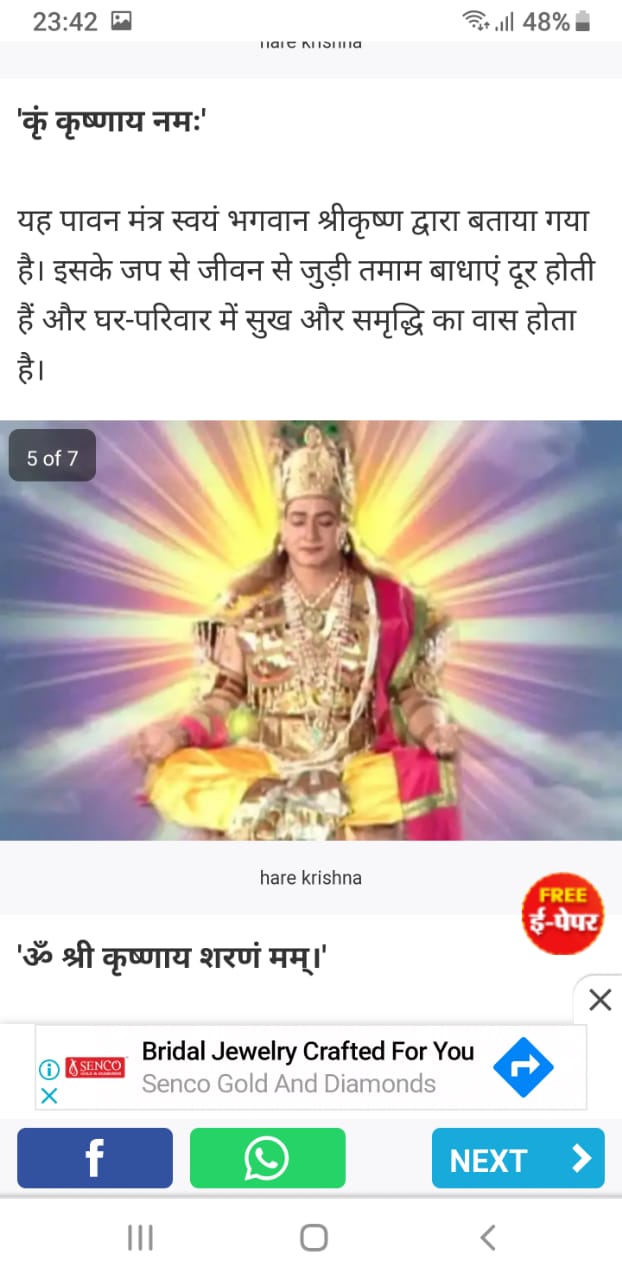 23:42
48%
hare krishna
'कृं कृष्णाय नमः'
यह पावन मंत्र स्वयं भगवान श्रीकृष्ण द्वारा बताया गया
है। इसके जप से जीवन से जुड़ी तमाम बाधाएं दूर होती
हैं और घर-परिवार में सुख और समृद्धि का वास होता
है।
5 of 7
hare krishna
FREE
ई-पेपर
'ॐ श्री कृष्णाय शरणं मम्।'
SENCO
Bridal Jewelry Crafted For You
Senco Gold And Diamonds
NEXT